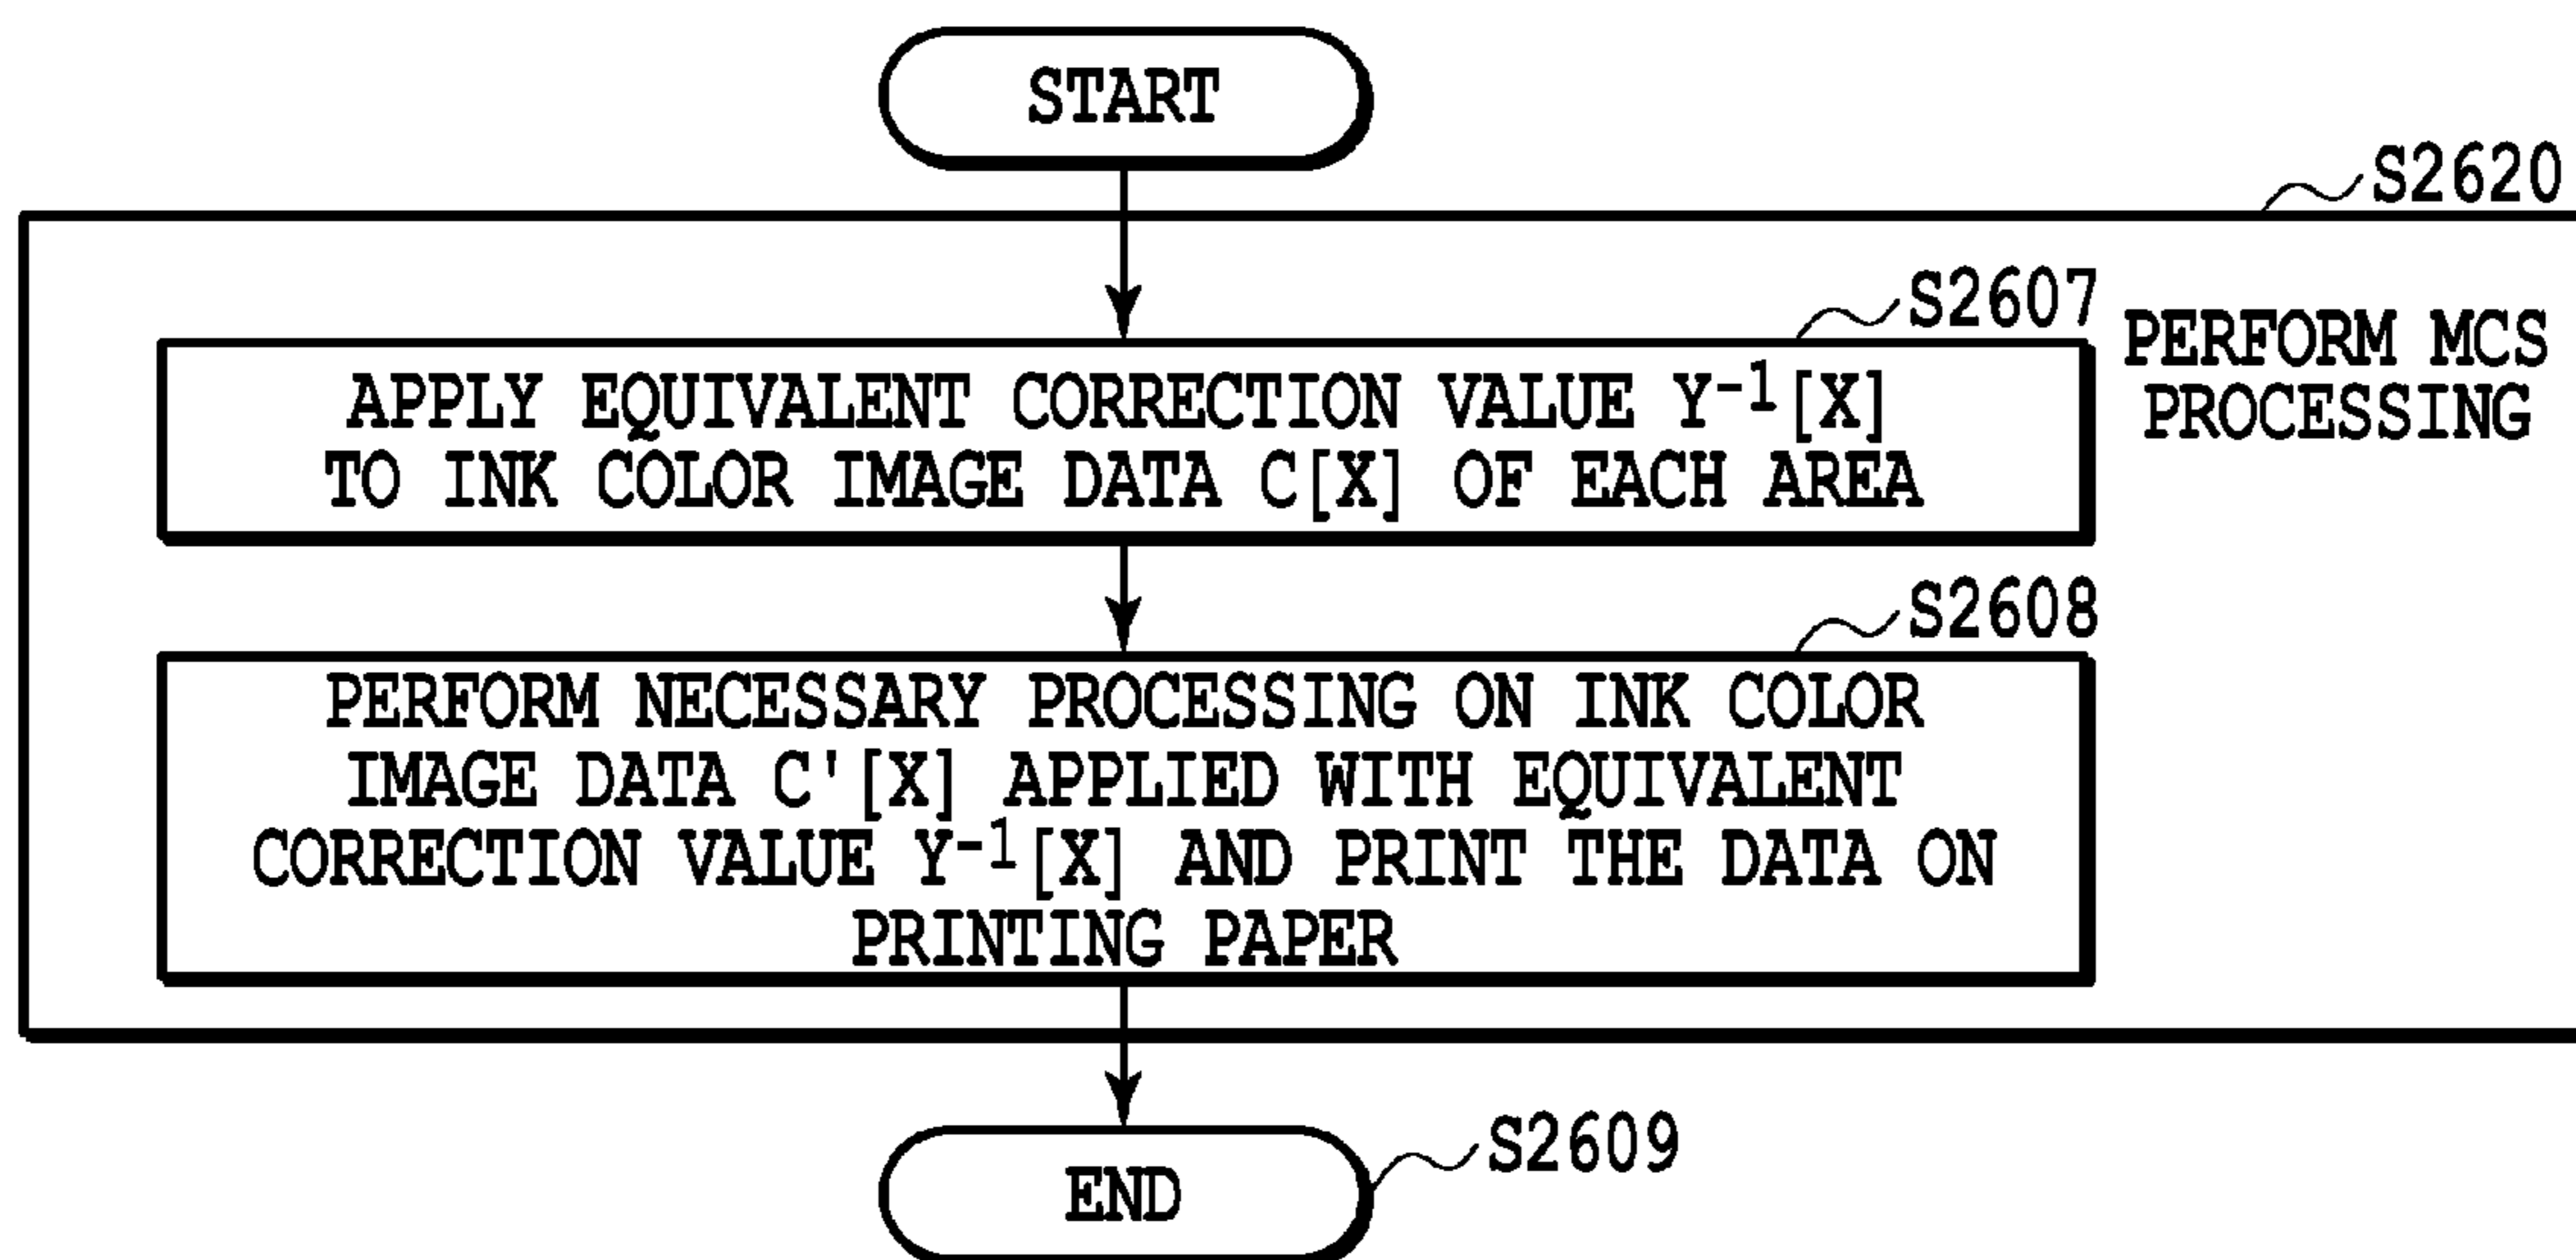 START
S2620
S2607
PERFORM MCS
PROCESSING
APPLY EQUIVALENT CORRECTION VALUE Y⁻¹[X]
TO INK COLOR IMAGE DATA C[X] OF EACH AREA
S2608
PERFORM NECESSARY PROCESSING ON INK COLOR
IMAGE DATA C'[X] APPLIED WITH EQUIVALENT
CORRECTION VALUE Y⁻¹[X] AND PRINT THE DATA ON
PRINTING PAPER
S2609
END